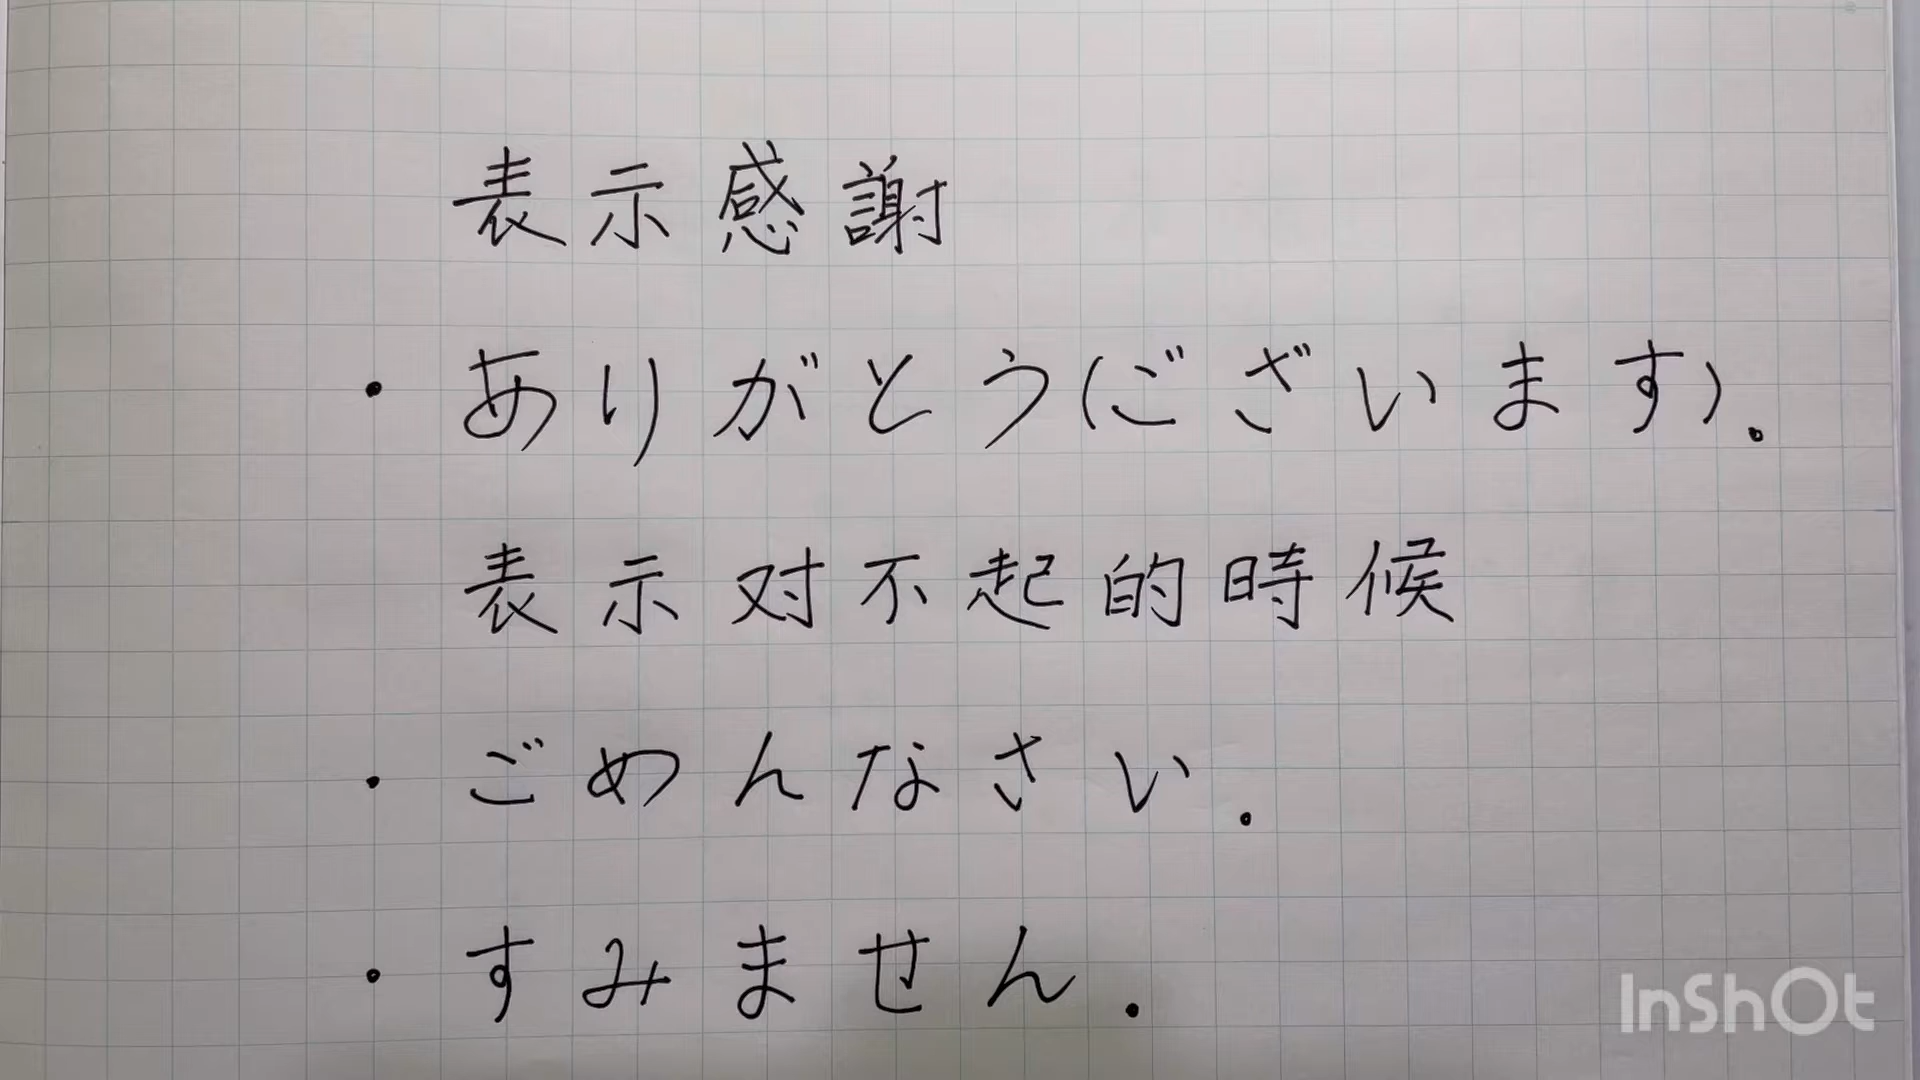 表示感謝
・ありがとう(ございます)。
表示对不起的時候
・ごめんなさい.
・すみません.
InShOt